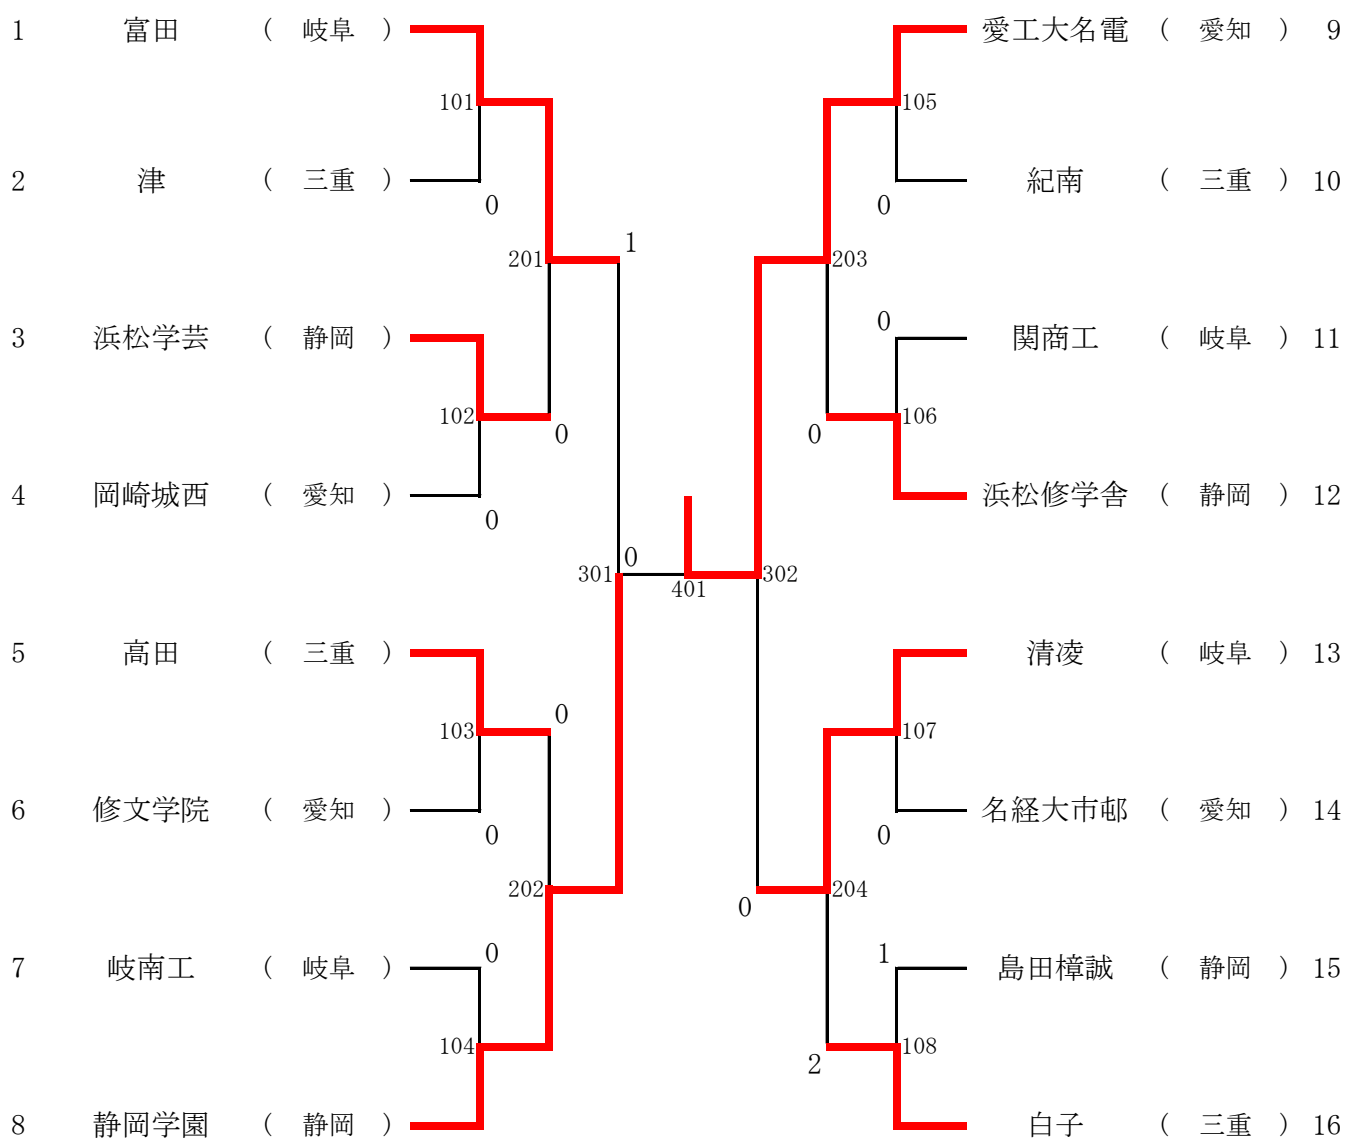 1 富田 ( 岐阜 ) 愛工大名電 ( 愛知 ) 9
101 105
2 津 ( 三重 ) 紀南 ( 三重 ) 10
0 0
1
201 203
0
3 浜松学芸 ( 静岡 ) 関商工 ( 岐阜 ) 11
102 106
0 0
4 岡崎城西 ( 愛知 ) 浜松修学舎 ( 静岡 ) 12
0
0
301 302
401
5 高田 ( 三重 ) 清凌 ( 岐阜 ) 13
0
103 107
6 修文学院 ( 愛知 ) 名経大市邨 ( 愛知 ) 14
0 0
202 204
0
0 1
7 岐南工 ( 岐阜 ) 島田樟誠 ( 静岡 ) 15
104 108
2
8 静岡学園 ( 静岡 ) 白子 ( 三重 ) 16